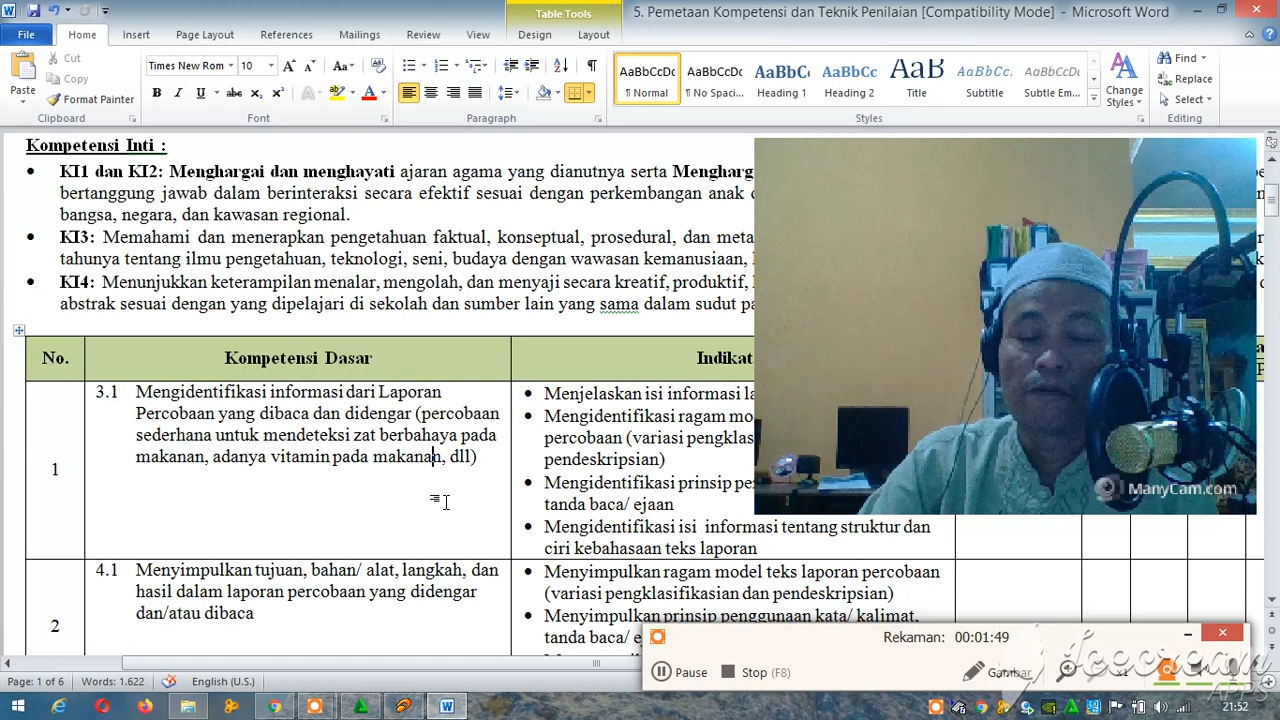 5. Pemetaan Kompetensi dan Teknik Penilaian [Compatibility Mode] - Microsoft Word
Table Tools
File Home Insert Page Layout References Mailings Review View Design Layout
Paste Cut Copy Format Painter
Times New Rom 10
AaBbCcDc AaBbCcDc AaBbCc AaBbCc AaB AaBbCcL AaBbCcDc
¶ Normal ¶ No Spaci... Heading 1 Heading 2 Title Subtitle Subtle Em...
Change Styles
Find Replace Select
Clipboard Font Paragraph Styles Editing
Kompetensi Inti :
• KI1 dan KI2: Menghargai dan menghayati ajaran agama yang dianutnya serta Mengharg
bertanggung jawab dalam berinteraksi secara efektif sesuai dengan perkembangan anak
bangsa, negara, dan kawasan regional.
• KI3: Memahami dan menerapkan pengetahuan faktual, konseptual, prosedural, dan meta
tahunya tentang ilmu pengetahuan, teknologi, seni, budaya dengan wawasan kemanusiaan,
• KI4: Menunjukkan keterampilan menalar, mengolah, dan menyaji secara kreatif, produktif,
abstrak sesuai dengan yang dipelajari di sekolah dan sumber lain yang sama dalam sudut pa
No. Kompetensi Dasar Indikat
1
3.1 Mengidentifikasi informasi dari Laporan
Percobaan yang dibaca dan didengar (percobaan
sederhana untuk mendeteksi zat berbahaya pada
makanan, adanya vitamin pada makanan, dll)
• Menjelaskan isi informasi la
• Mengidentifikasi ragam mod
percobaan (variasi pengklas
pendeskripsian)
• Mengidentifikasi prinsip pe
tanda baca/ ejaan
• Mengidentifikasi isi informasi tentang struktur dan
ciri kebahasaan teks laporan
2
4.1 Menyimpulkan tujuan, bahan/ alat, langkah, dan
hasil dalam laporan percobaan yang didengar
dan/atau dibaca
• Menyimpulkan ragam model teks laporan percobaan
(variasi pengklasifikasian dan pendeskripsian)
• Menyimpulkan prinsip penggunaan kata/ kalimat,
tanda baca/ e
ManyCam.com
Rekaman: 00:01:49
Pause Stop (F8) Gambar x1
Icecream
APPS
Page: 1 of 6 Words: 1.622 English (U.S.)
21:52